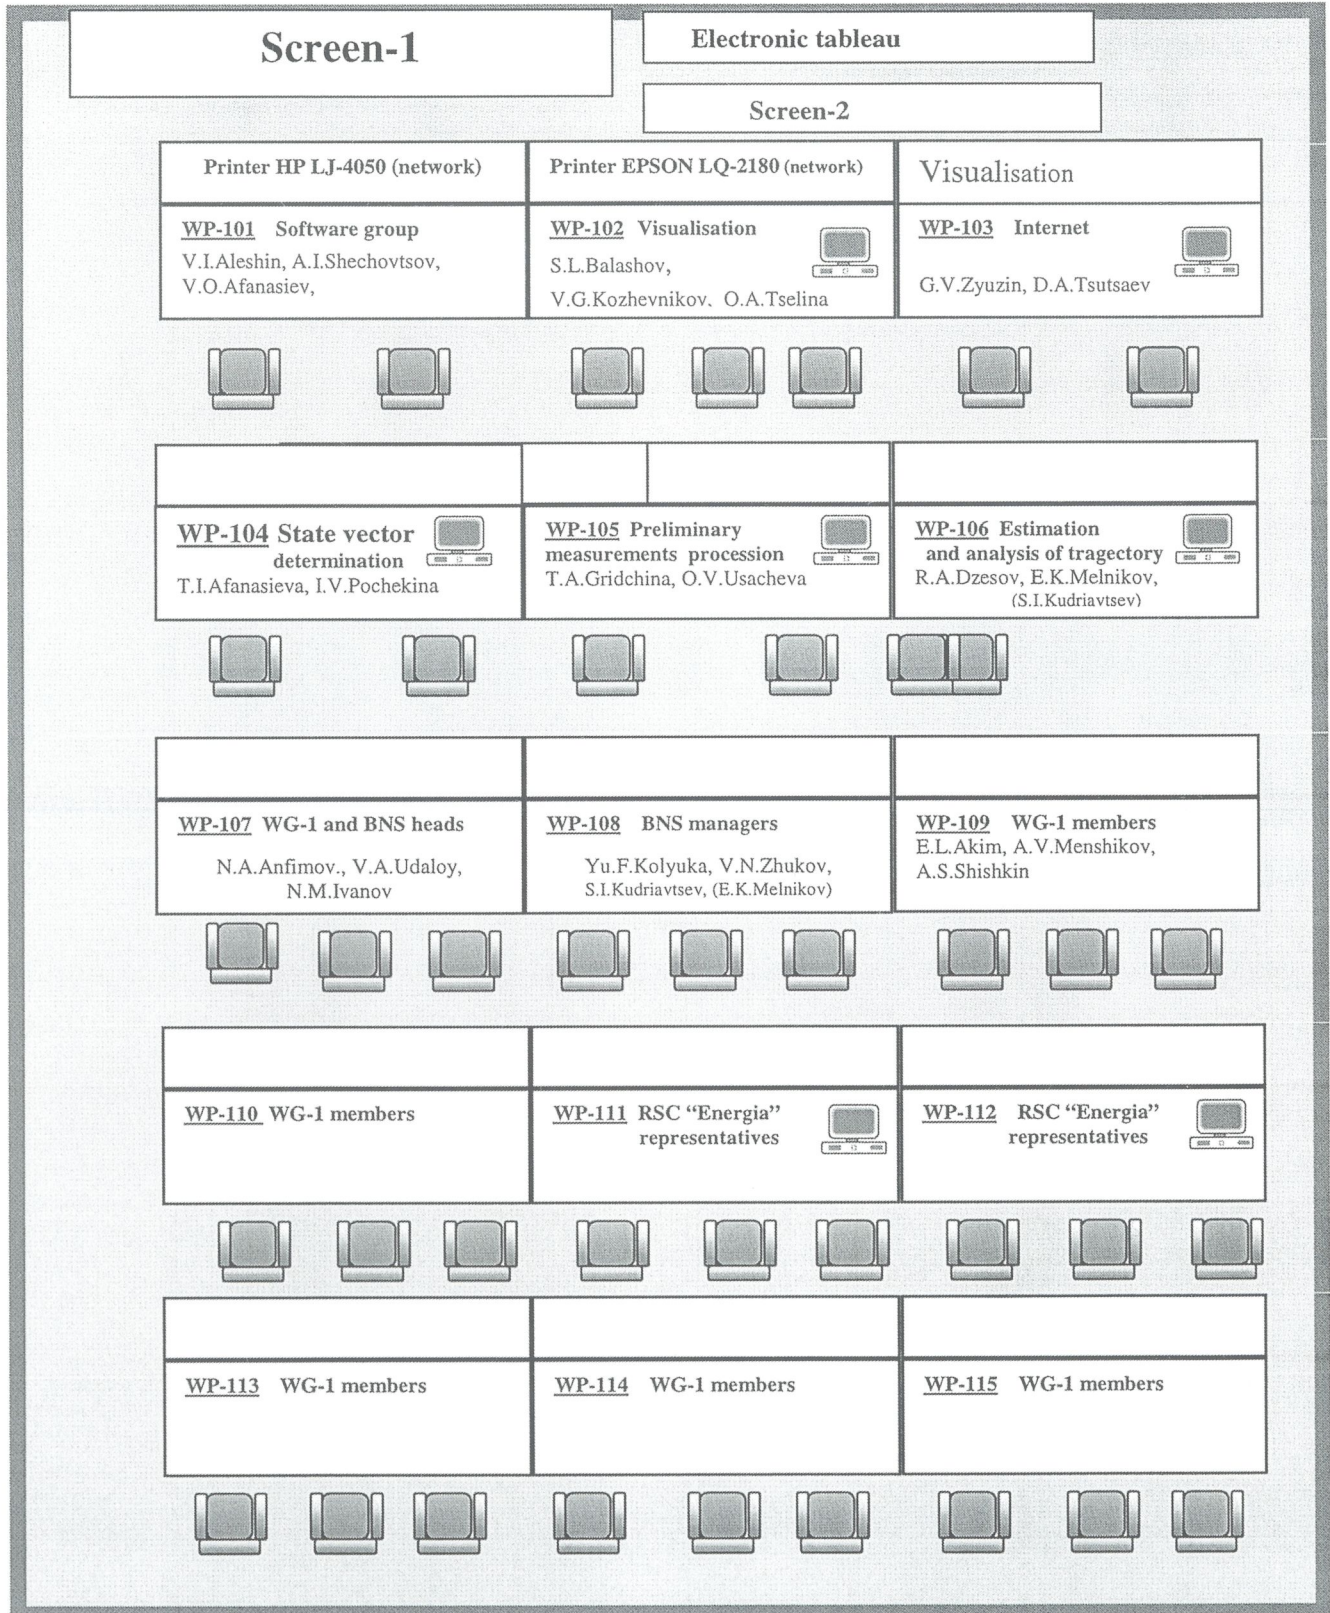 Screen-1
Electronic tableau
Screen-2
Printer HP LJ-4050 (network)
Printer EPSON LQ-2180 (network)
Visualisation
WP-101 Software group
V.I.Aleshin, A.I.Shechovtsov,
V.O.Afanasiev,
WP-102 Visualisation
S.L.Balashov,
V.G.Kozhevnikov. O.A.Tselina
WP-103 Internet
G.V.Zyuzin, D.A.Tsutsaev
WP-104 State vector
determination
T.I.Afanasieva, I.V.Pochekina
WP-105 Preliminary
measurements procession
T.A.Gridchina, O.V.Usacheva
WP-106 Estimation
and analysis of tragectory
R.A.Dzesov, E.K.Melnikov,
(S.I.Kudriavtsev)
WP-107 WG-1 and BNS heads
N.A.Anfimov., V.A.Udaloy,
N.M.Ivanov
WP-108 BNS managers
Yu.F.Kolyuka, V.N.Zhukov,
S.I.Kudriavtsev, (E.K.Melnikov)
WP-109 WG-1 members
E.L.Akim, A.V.Menshikov,
A.S.Shishkin
WP-110 WG-1 members
WP-111 RSC “Energia”
representatives
WP-112 RSC “Energia”
representatives
WP-113 WG-1 members
WP-114 WG-1 members
WP-115 WG-1 members